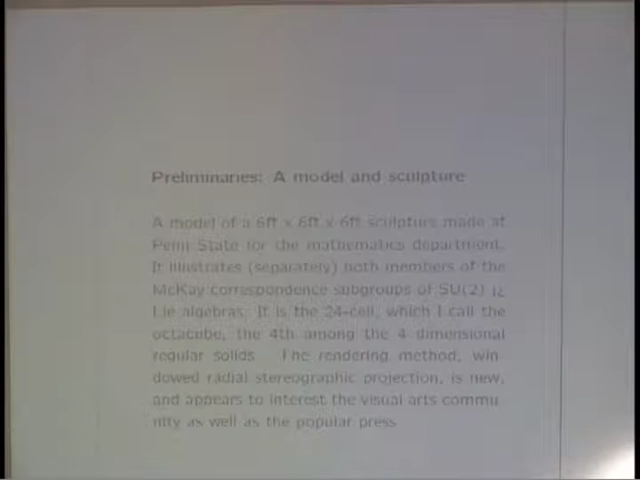 Preliminaries: A model and sculpture
A model of a 6ft x 6ft x 6ft sculpture made at
Penn State for the mathematics department.
It illustrates (separately) both members of the
McKay correspondence subgroups of SU(2)
Lie algebras. It is the 24-cell, which I call the
octacube, the 4th among the 4 dimensional
regular solids. The rendering method, win-
dowed radial stereographic projection, is new,
and appears to interest the visual arts commu-
nity as well as the popular press